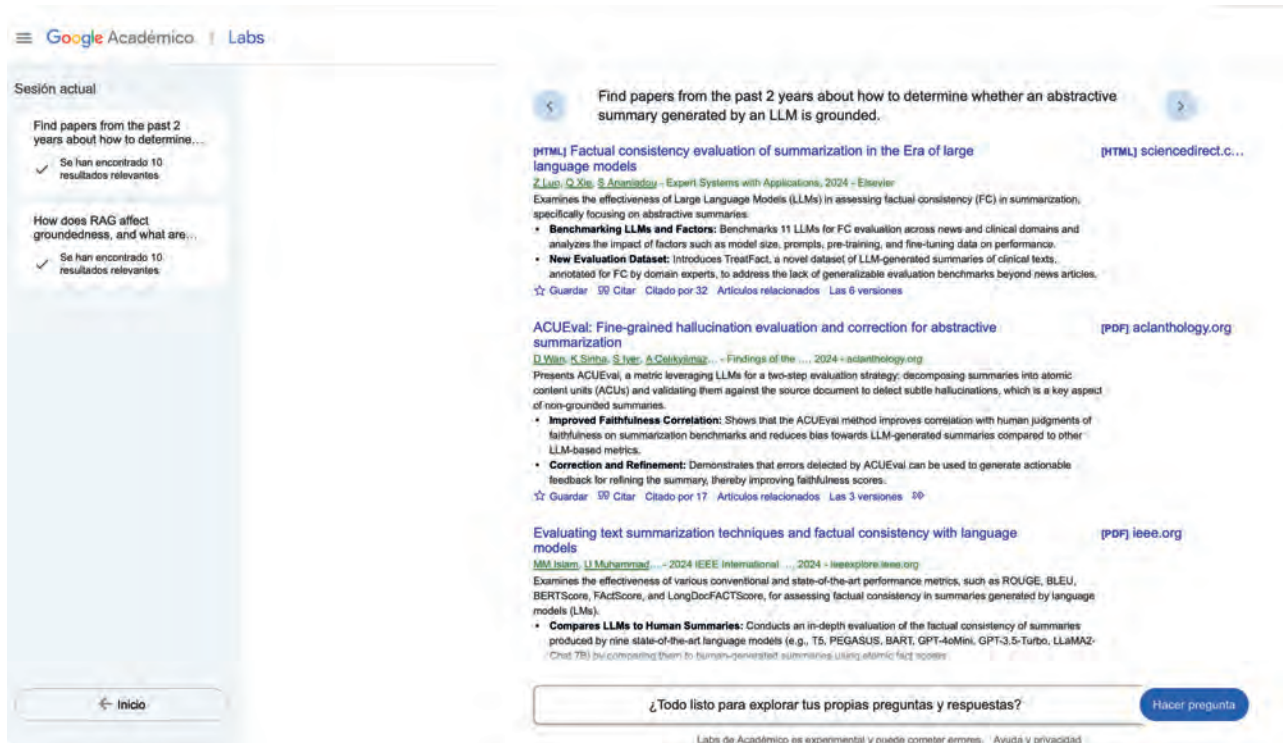 Google Académico | Labs
Sesión actual
Find papers from the past 2
years about how to determine...
Se han encontrado 10
resultados relevantes
How does RAG affect
groundedness, and what are...
Se han encontrado 10
resultados relevantes
← Inicio
Find papers from the past 2 years about how to determine whether an abstractive
summary generated by an LLM is grounded.
[HTML] Factual consistency evaluation of summarization in the Era of large
language models
[HTML] sciencedirect.c...
Z Luo, Q Xie, S Ananiadou - Expert Systems with Applications, 2024 - Elsevier
Examines the effectiveness of Large Language Models (LLMs) in assessing factual consistency (FC) in summarization,
specifically focusing on abstractive summaries.
• Benchmarking LLMs and Factors: Benchmarks 11 LLMs for FC evaluation across news and clinical domains and
analyzes the impact of factors such as model size, prompts, pre-training, and fine-tuning data on performance.
• New Evaluation Dataset: Introduces TreatFact, a novel dataset of LLM-generated summaries of clinical texts,
annotated for FC by domain experts, to address the lack of generalizable evaluation benchmarks beyond news articles.
Guardar Citar Citado por 32 Artículos relacionados Las 6 versiones
ACUEval: Fine-grained hallucination evaluation and correction for abstractive
summarization
[PDF] aclanthology.org
D Wan, K Sinha, S Iyer, A Celikyilmaz... - Findings of the ..., 2024 - aclanthology.org
Presents ACUEval, a metric leveraging LLMs for a two-step evaluation strategy: decomposing summaries into atomic
content units (ACUs) and validating them against the source document to detect subtle hallucinations, which is a key aspect
of non-grounded summaries.
• Improved Faithfulness Correlation: Shows that the ACUEval method improves correlation with human judgments of
faithfulness on summarization benchmarks and reduces bias towards LLM-generated summaries compared to other
LLM-based metrics.
• Correction and Refinement: Demonstrates that errors detected by ACUEval can be used to generate actionable
feedback for refining the summary, thereby improving faithfulness scores.
Guardar Citar Citado por 17 Artículos relacionados Las 3 versiones
Evaluating text summarization techniques and factual consistency with language
models
[PDF] ieee.org
MM Islam, U Muhammad... - 2024 IEEE International ..., 2024 - ieeexplore.ieee.org
Examines the effectiveness of various conventional and state-of-the-art performance metrics, such as ROUGE, BLEU,
BERTScore, FActScore, and LongDocFACTScore, for assessing factual consistency in summaries generated by language
models (LMs).
• Compares LLMs to Human Summaries: Conducts an in-depth evaluation of the factual consistency of summaries
produced by nine state-of-the-art language models (e.g., T5, PEGASUS, BART, GPT-4oMini, GPT-3.5-Turbo, LLaMA2-
Chat 7B) by comparing them to human-generated summaries using atomic fact scores
¿Todo listo para explorar tus propias preguntas y respuestas?
Hacer pregunta
Labs de Académico es experimental y puede cometer errores. Ayuda y privacidad